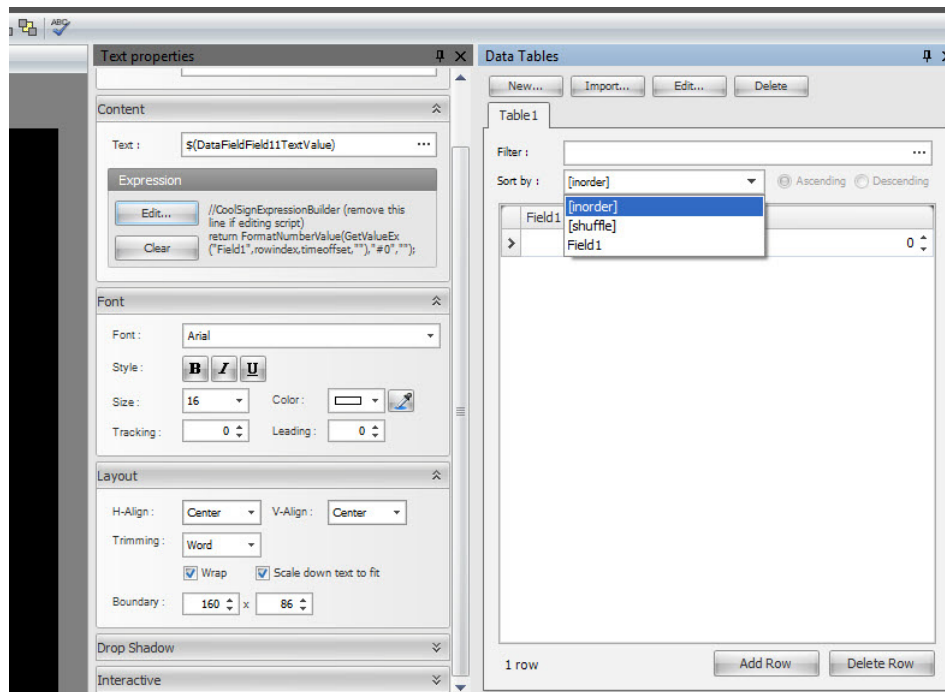 ABC
Text properties
Content
Text : $(DataFieldField11TextValue) ...
Expression
Edit...
Clear
//CoolSignExpressionBuilder (remove this
line if editing script)
return FormatNumberValue(GetValueEx
("Field1",rowindex,timeoffset,""),"#0","");
Font
Font : Arial
Style : B I U
Size : 16 Color :
Tracking : 0 Leading : 0
Layout
H-Align : Center V-Align : Center
Trimming : Word
Wrap Scale down text to fit
Boundary : 160 x 86
Drop Shadow
Interactive
Data Tables
New... Import... Edit... Delete
Table1
Filter : ...
Sort by : [inorder] Ascending Descending
[inorder]
[shuffle]
Field1
Field1
0
1 row Add Row Delete Row